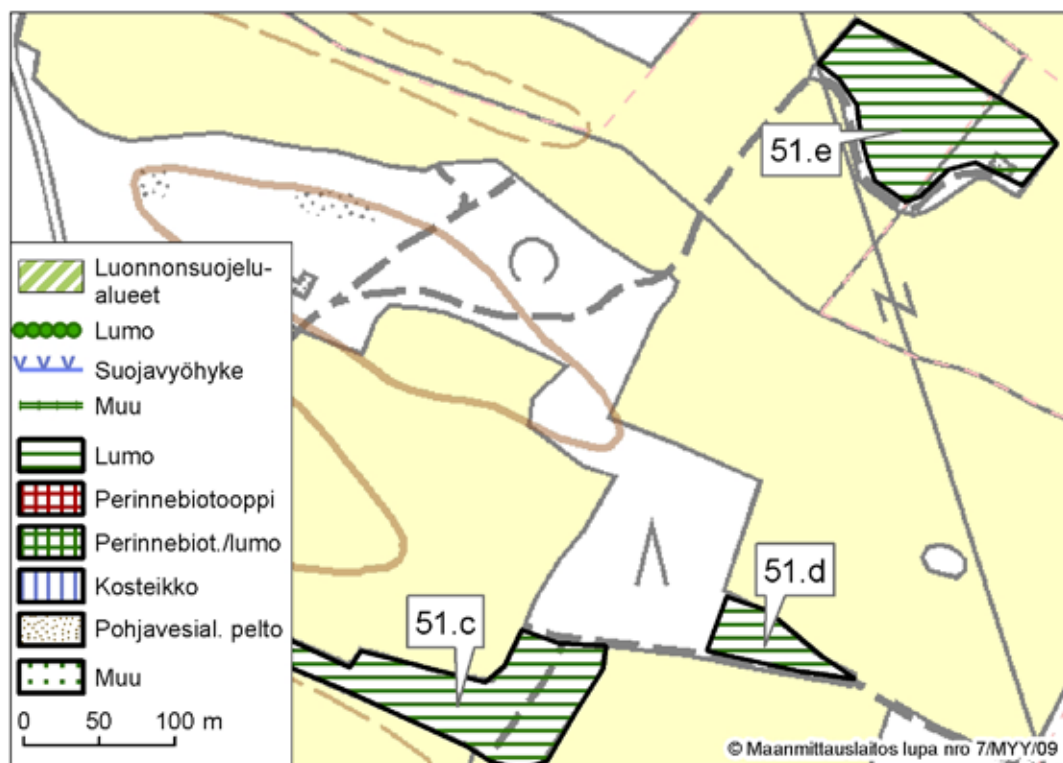 51.e
Luonnonsuojelu-
alueet
Lumo
Suojavyöhyke
Muu
Lumo
Perinnebiotooppi
Perinnebiot./lumo
Kosteikko
Pohjavesial. pelto
Muu
0 50 100 m
51.c
51.d
© Maanmittauslaitos lupa nro 7/MYY/09